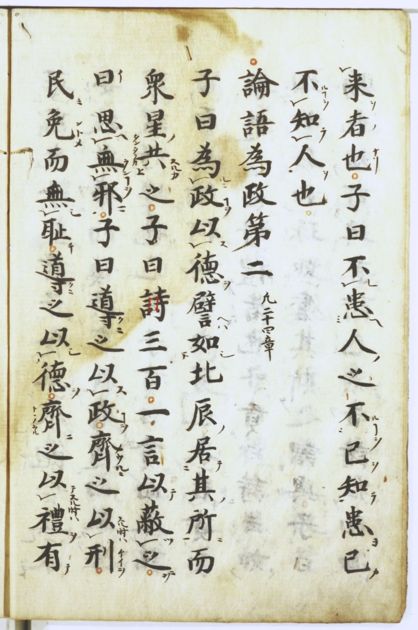 来者也子曰不患人之不己知患己
不知人也
論語為政第二 凡二十四章
子曰為政以德譬如北辰居其所而
衆星共之子曰詩三百一言以蔽之
曰思無邪子曰導之以政齊之以刑
民免而無耻導之以德齊之以禮有